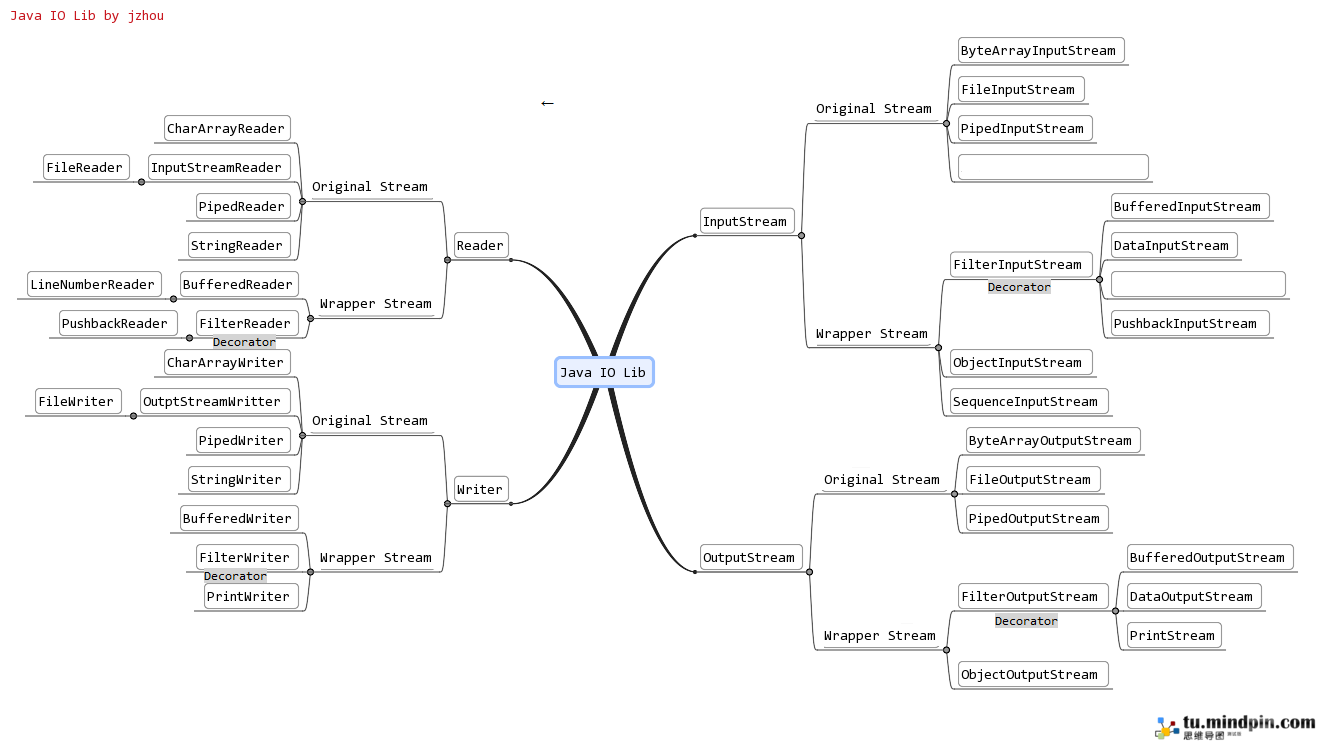 Java IO Lib by jzhou
←
CharArrayReader
FileReader
InputStreamReader
PipedReader
StringReader
Original Stream
Reader
LineNumberReader
BufferedReader
PushbackReader
FilterReader
Decorator
Wrapper Stream
CharArrayWriter
FileWriter
OutptStreamWritter
PipedWriter
StringWriter
Original Stream
Writer
BufferedWriter
FilterWriter
Decorator
PrintWriter
Wrapper Stream
Java IO Lib
InputStream
Original Stream
ByteArrayInputStream
FileInputStream
PipedInputStream
Wrapper Stream
FilterInputStream
Decorator
BufferedInputStream
DataInputStream
PushbackInputStream
ObjectInputStream
SequenceInputStream
OutputStream
Original Stream
ByteArrayOutputStream
FileOutputStream
PipedOutputStream
Wrapper Stream
FilterOutputStream
Decorator
BufferedOutputStream
DataOutputStream
PrintStream
ObjectOutputStream
tu.mindpin.com
思维导图 测试版